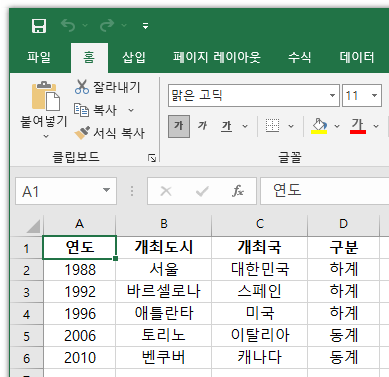 파일 홈 삽입 페이지 레이아웃 수식 데이터
잘라내기
복사
서식 복사
붙여넣기
클립보드
맑은 고딕 11
가 가 가 가
글꼴
A1 fx 연도
A B C D
1 연도 개최도시 개최국 구분
2 1988 서울 대한민국 하계
3 1992 바르셀로나 스페인 하계
4 1996 애틀란타 미국 하계
5 2006 토리노 이탈리아 동계
6 2010 벤쿠버 캐나다 동계